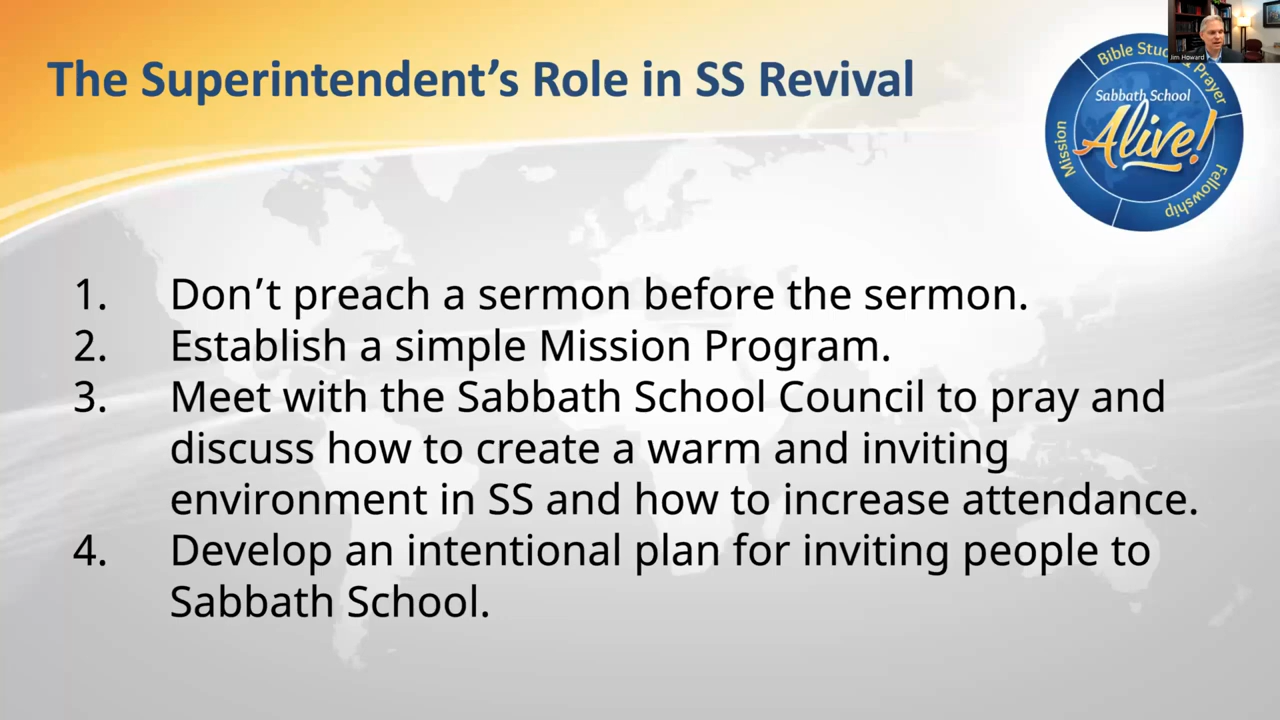 The Superintendent’s Role in SS Revival
Bible Study
Prayer
Fellowship
Mission
Sabbath School
Alive!
Jim Howard
1. Don’t preach a sermon before the sermon.
2. Establish a simple Mission Program.
3. Meet with the Sabbath School Council to pray and
discuss how to create a warm and inviting
environment in SS and how to increase attendance.
4. Develop an intentional plan for inviting people to
Sabbath School.